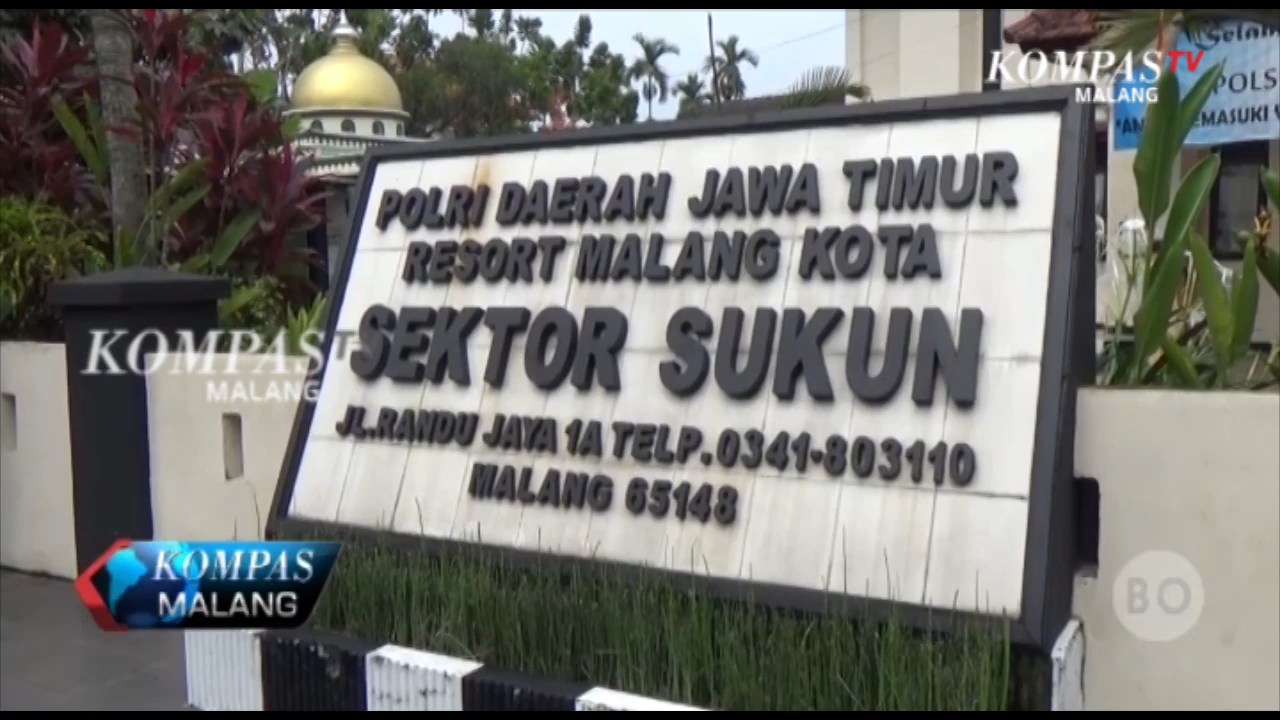 KOMPAS TV
MALANG
POLRI DAERAH JAWA TIMUR
RESORT MALANG KOTA
SEKTOR SUKUN
JL.RANDU JAYA 1A TELP.0341-803110
MALANG 65148
KOMPAS
MALANG
KOMPAS
MALANG
BO